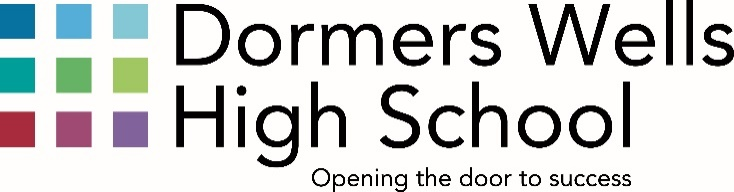 Dormers Wells
High School
Opening the door to success